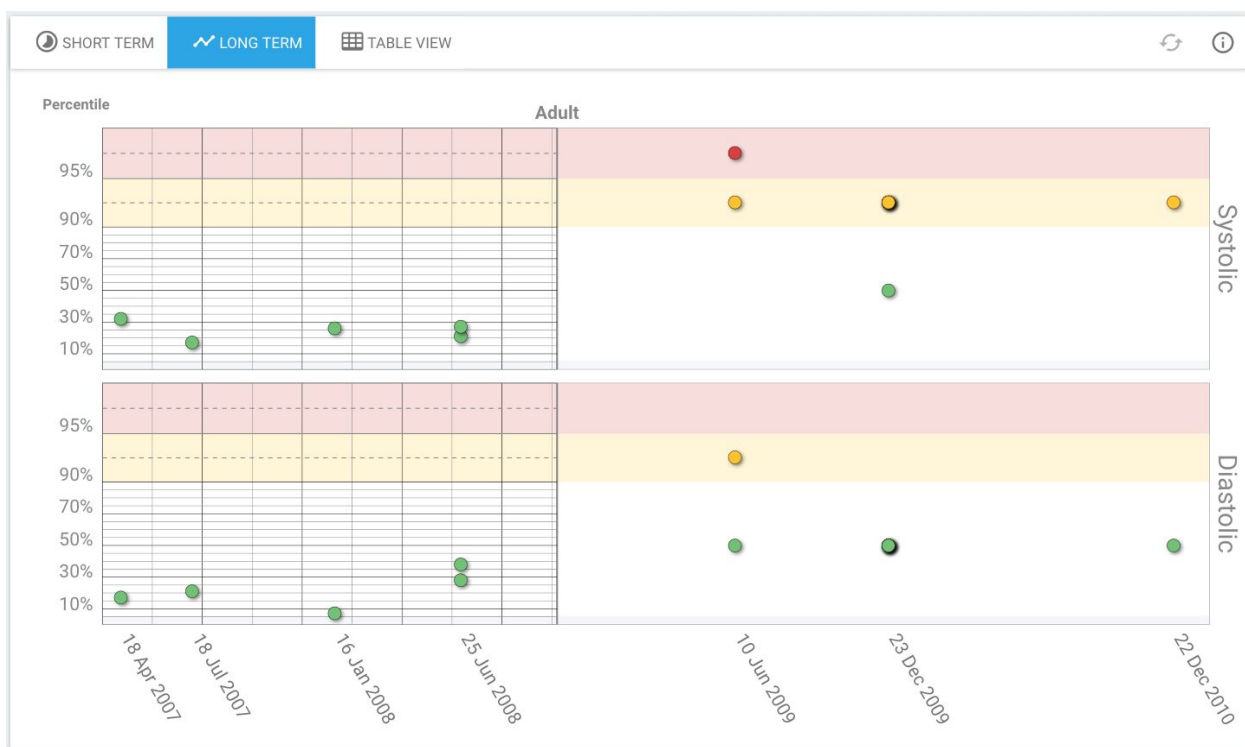 SHORT TERM LONG TERM TABLE VIEW
Percentile
Adult
95%
90%
70%
50%
30%
10%
Systolic
95%
90%
70%
50%
30%
10%
Diastolic
18 Apr 2007
18 Jul 2007
16 Jan 2008
25 Jun 2008
10 Jun 2009
23 Dec 2009
22 Dec 2010